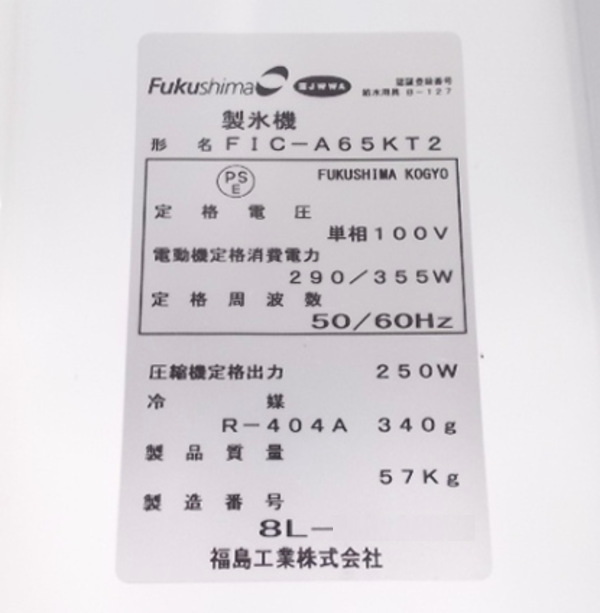 Fukushima JWWA 認証登録番号
給水用具 B-127
製氷機
形名 FIC-A65KT2
PS E FUKUSHIMA KOGYO
定格電圧
単相100V
電動機定格消費電力
290/355W
定格周波数
50/60Hz
圧縮機定格出力 250W
冷媒
R-404A 340g
製品質量
57Kg
製造番号
8L-
福島工業株式会社